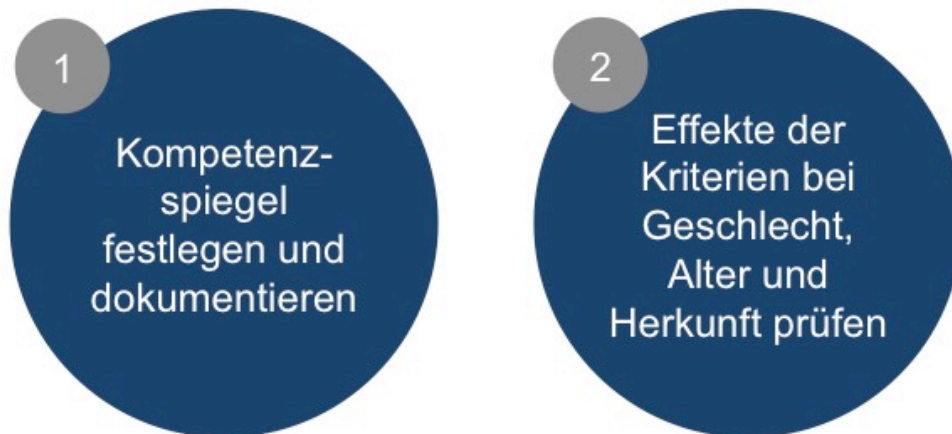 1
Kompetenz-
spiegel
festlegen und
dokumentieren
2
Effekte der
Kriterien bei
Geschlecht,
Alter und
Herkunft prüfen